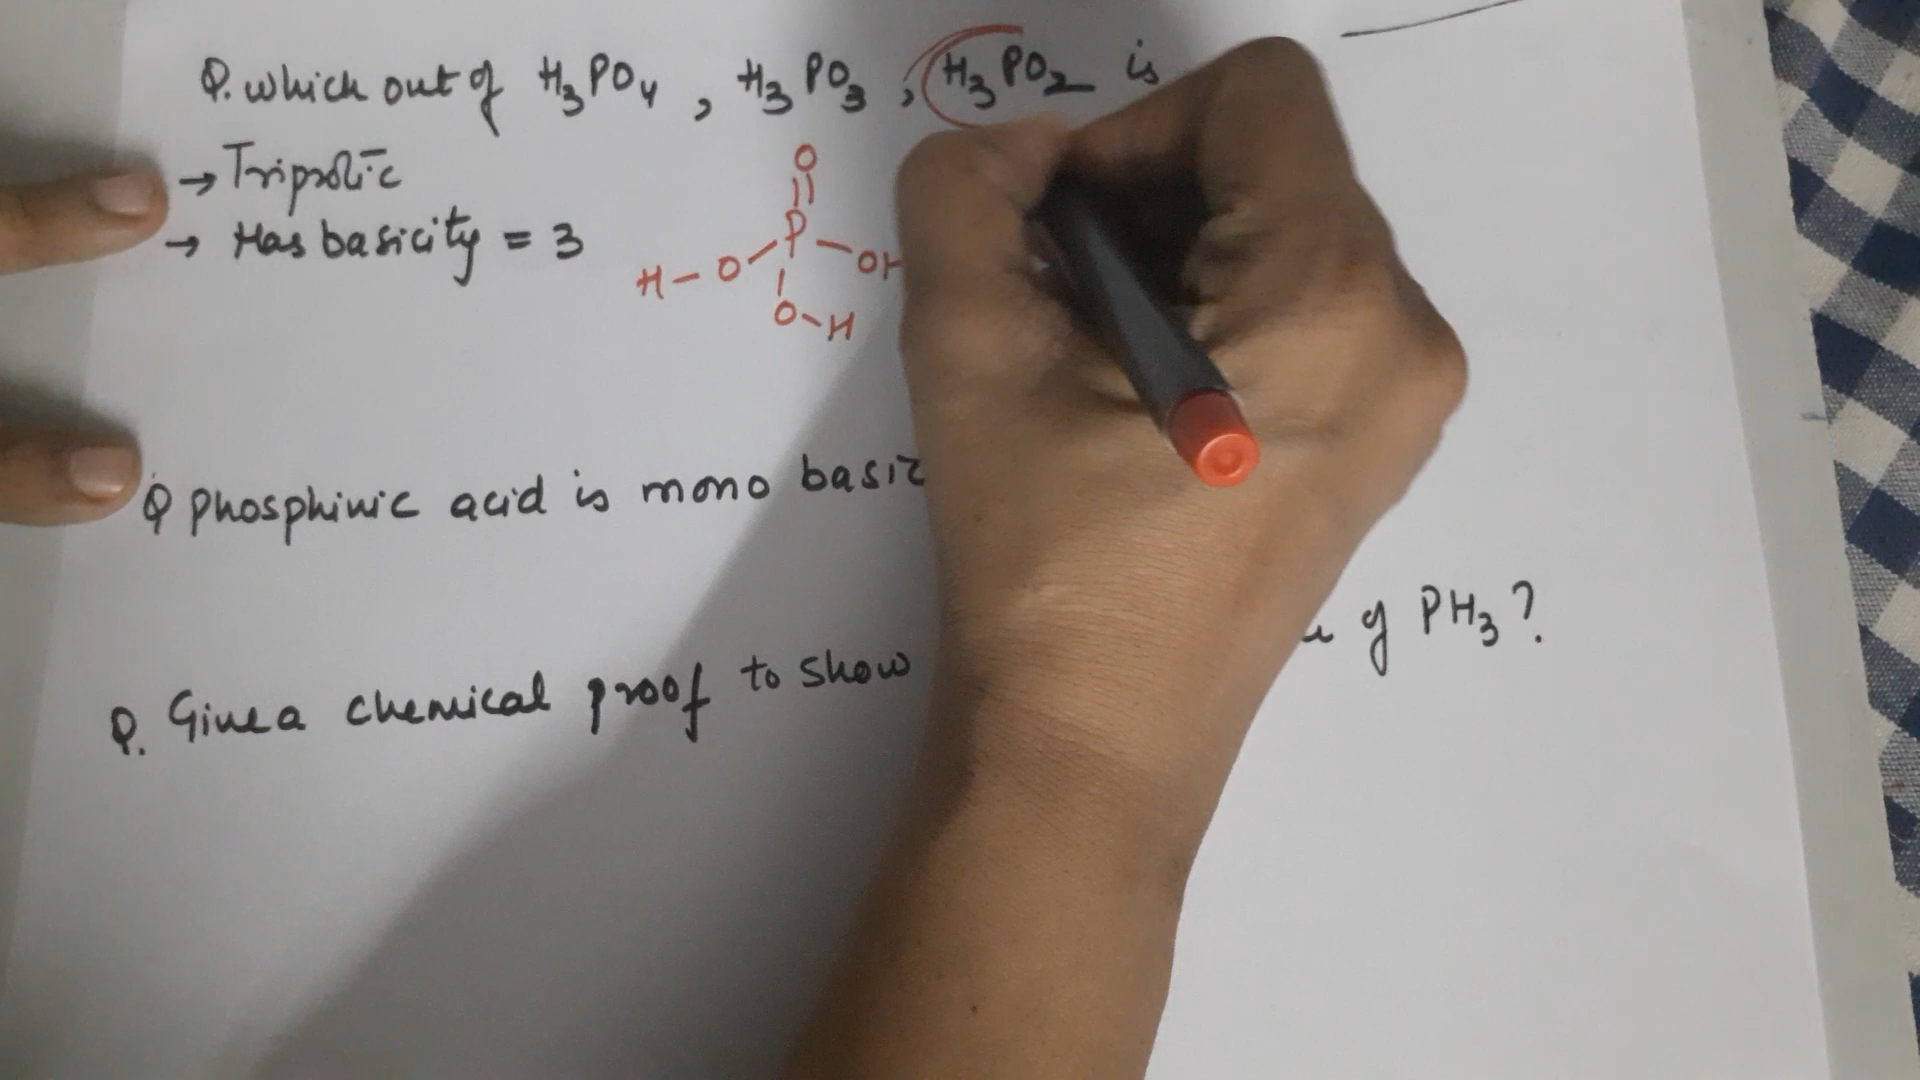 Q. which out of H3PO4 , H3PO3 , H3PO2 is
→ Triprotic
→ Has basicity = 3
O
P
H - O OH
O-H
Q Phosphinic acid is mono basic
Q. Give a chemical proof to show of PH3 ?